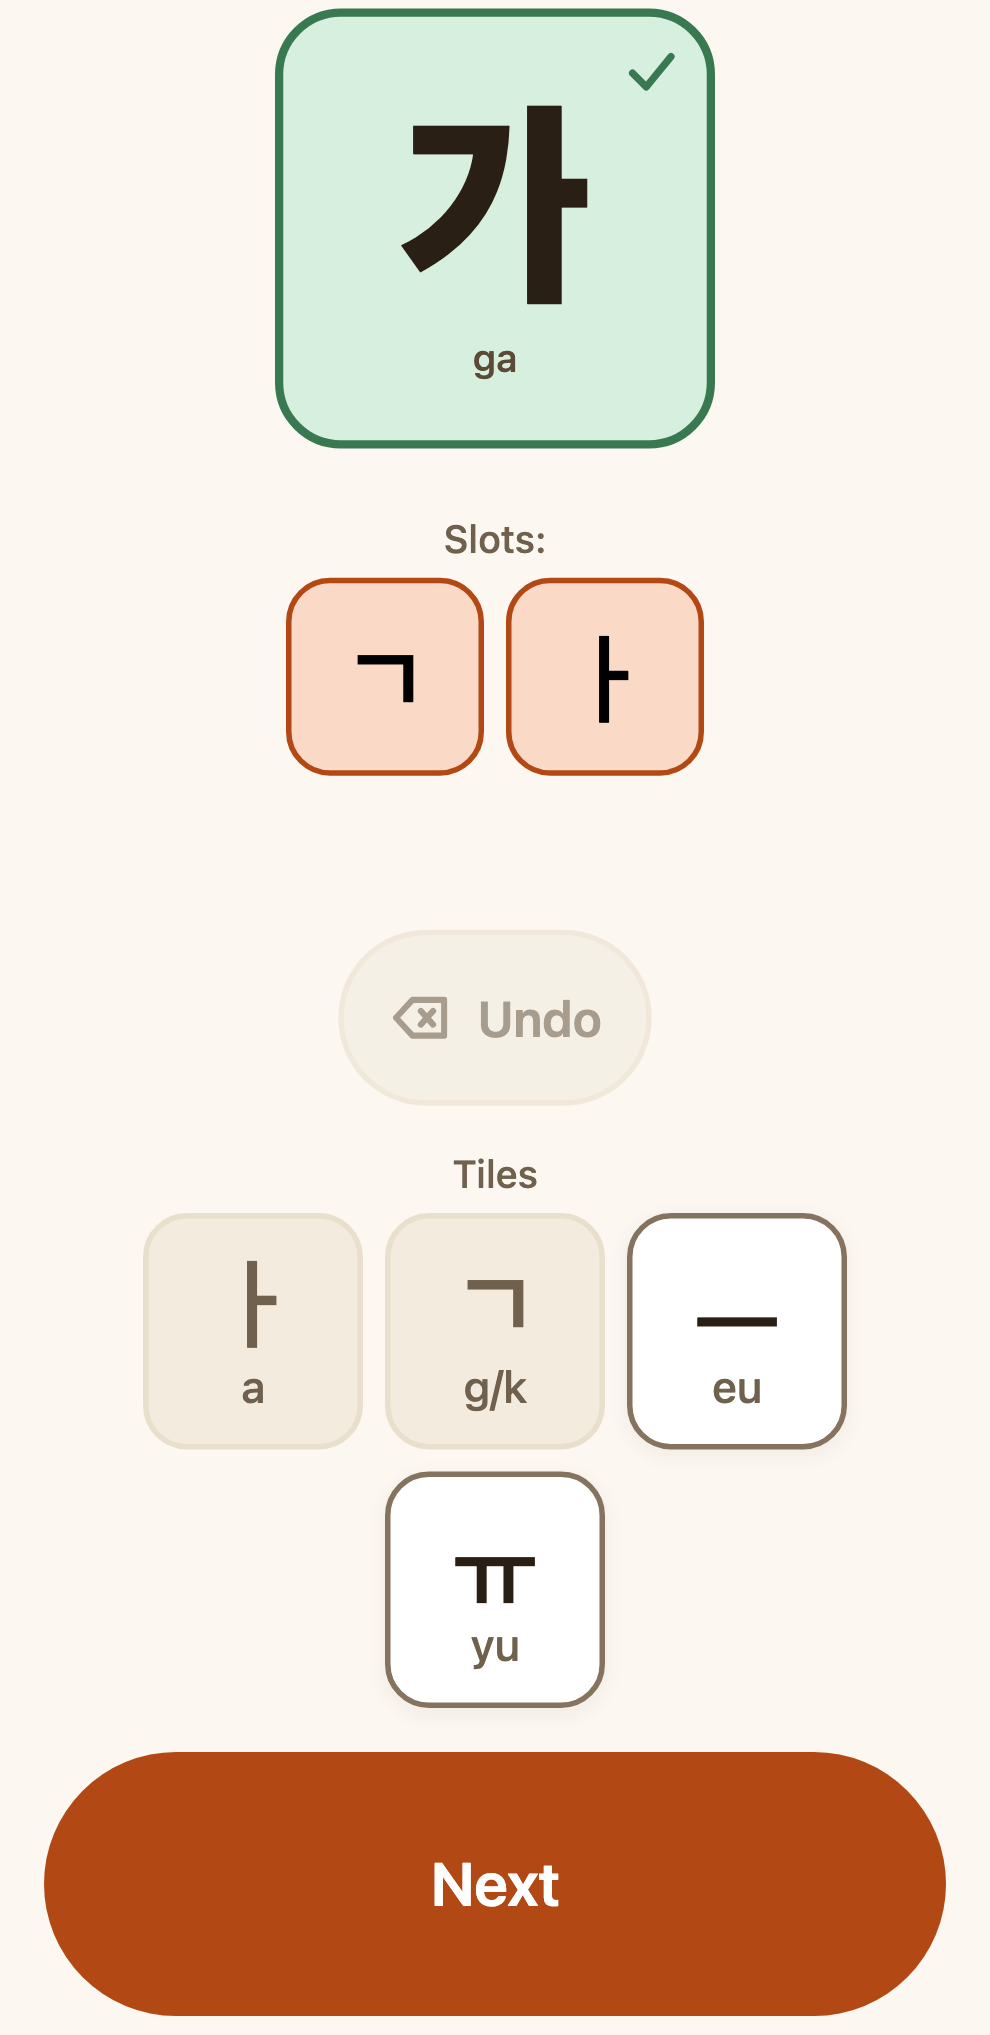 가
ga
Slots:
ㄱ ㅏ
Undo
Tiles
ㅏ ㄱ ㅡ
a g/k eu
ㅠ
yu
Next